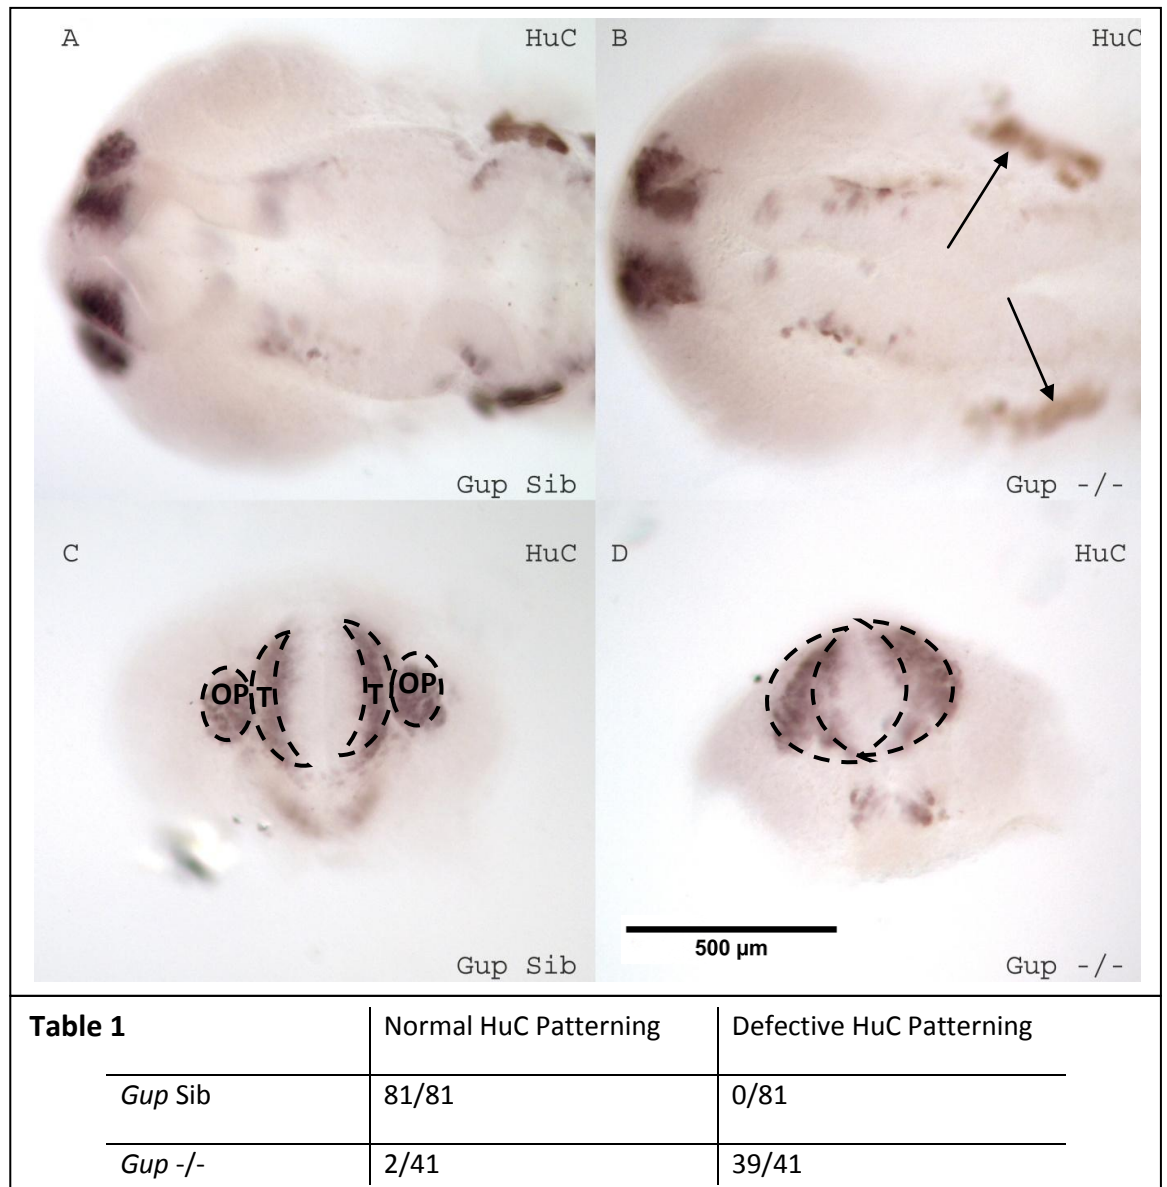 A HuC B HuC
Gup Sib Gup -/-
C HuC D HuC
OP T T OP
500 µm
Gup Sib Gup -/-
Table 1 Normal HuC Patterning Defective HuC Patterning
Gup Sib 81/81 0/81
Gup -/- 2/41 39/41